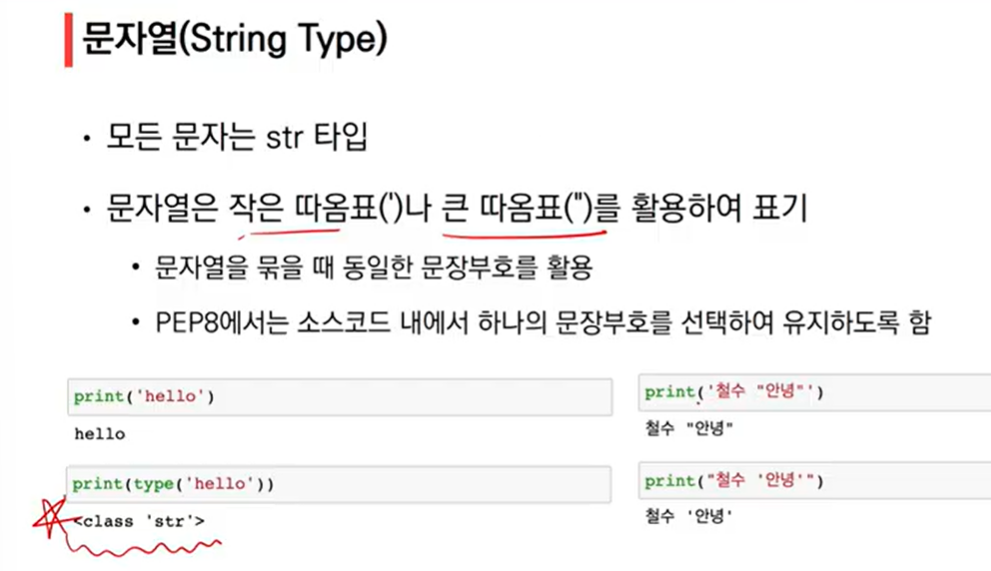 문자열(String Type)
• 모든 문자는 str 타입
• 문자열은 작은 따옴표(')나 큰 따옴표(")를 활용하여 표기
• 문자열을 묶을 때 동일한 문장부호를 활용
• PEP8에서는 소스코드 내에서 하나의 문장부호를 선택하여 유지하도록 함
print('hello')
hello
print(type('hello'))
<class 'str'>
print('철수 "안녕"')
철수 "안녕"
print("철수 '안녕'")
철수 '안녕'